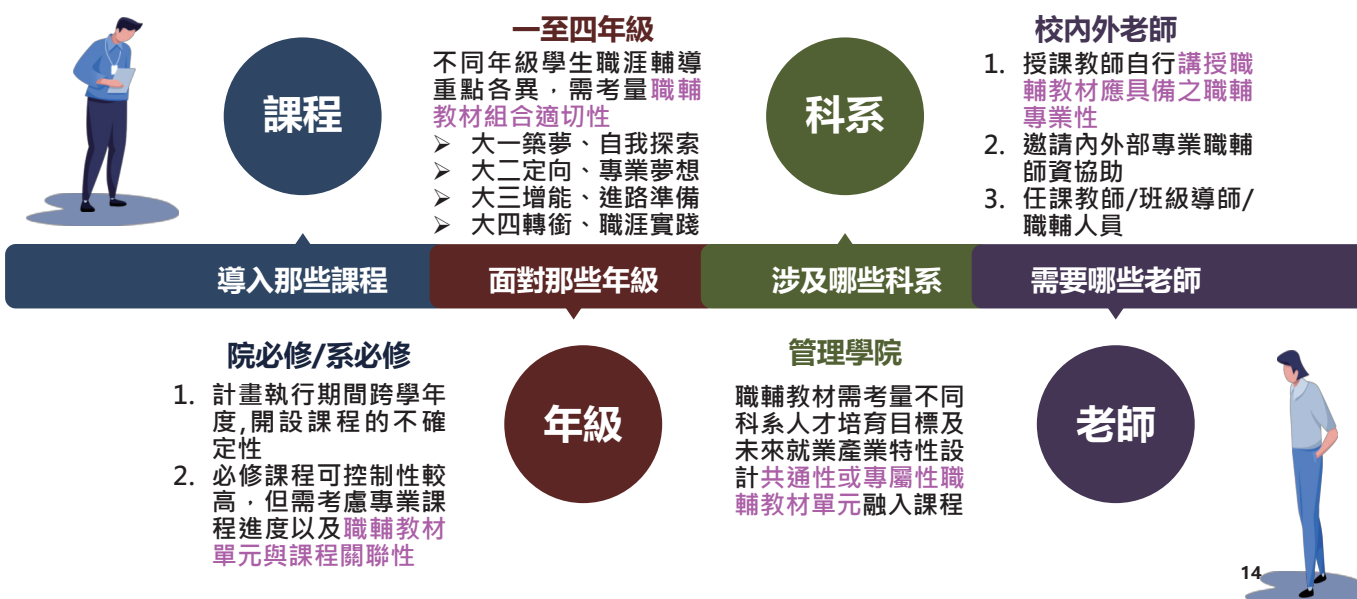 課程
一至四年級
不同年級學生職涯輔導
重點各異，需考量職輔
教材組合適切性
➢ 大一築夢、自我探索
➢ 大二定向、專業夢想
➢ 大三增能、進路準備
➢ 大四轉銜、職涯實踐
科系
校內外老師
1. 授課教師自行講授職
輔教材應具備之職輔
專業性
2. 邀請內外部專業職輔
師資協助
3. 任課教師/班級導師/
職輔人員
導入那些課程
面對那些年級
涉及哪些科系
需要哪些老師
院必修/系必修
1. 計畫執行期間跨學年
度,開設課程的不確
定性
2. 必修課程可控制性較
高，但需考慮專業課
程進度以及職輔教材
單元與課程關聯性
年級
管理學院
職輔教材需考量不同
科系人才培育目標及
未來就業產業特性設
計共通性或專屬性職
輔教材單元融入課程
老師
14